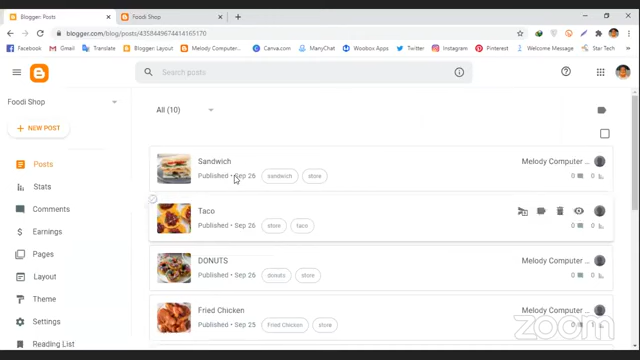 Blogger: Posts
Foodi Shop
blogger.com/blog/posts/4358449674414165170
Facebook
Gmail
Translate
Blogger Layout
Melody Computer...
Canva.com
ManyChat
Woobox Apps
Twitter
Instagram
Pinterest
Welcome Message
Star Tech
Search posts
Foodi Shop
All (10)
NEW POST
Posts
Stats
Comments
Earnings
Pages
Layout
Theme
Settings
Reading List
Sandwich
Melody Computer ...
Published • Sep 26
sandwich
store
0
0
Taco
Published • Sep 26
store
taco
0
0
DONUTS
Melody Computer ...
Published • Sep 26
donuts
store
0
0
Fried Chicken
Melody Computer ...
Published • Sep 25
Fried Chicken
store
0
zoom